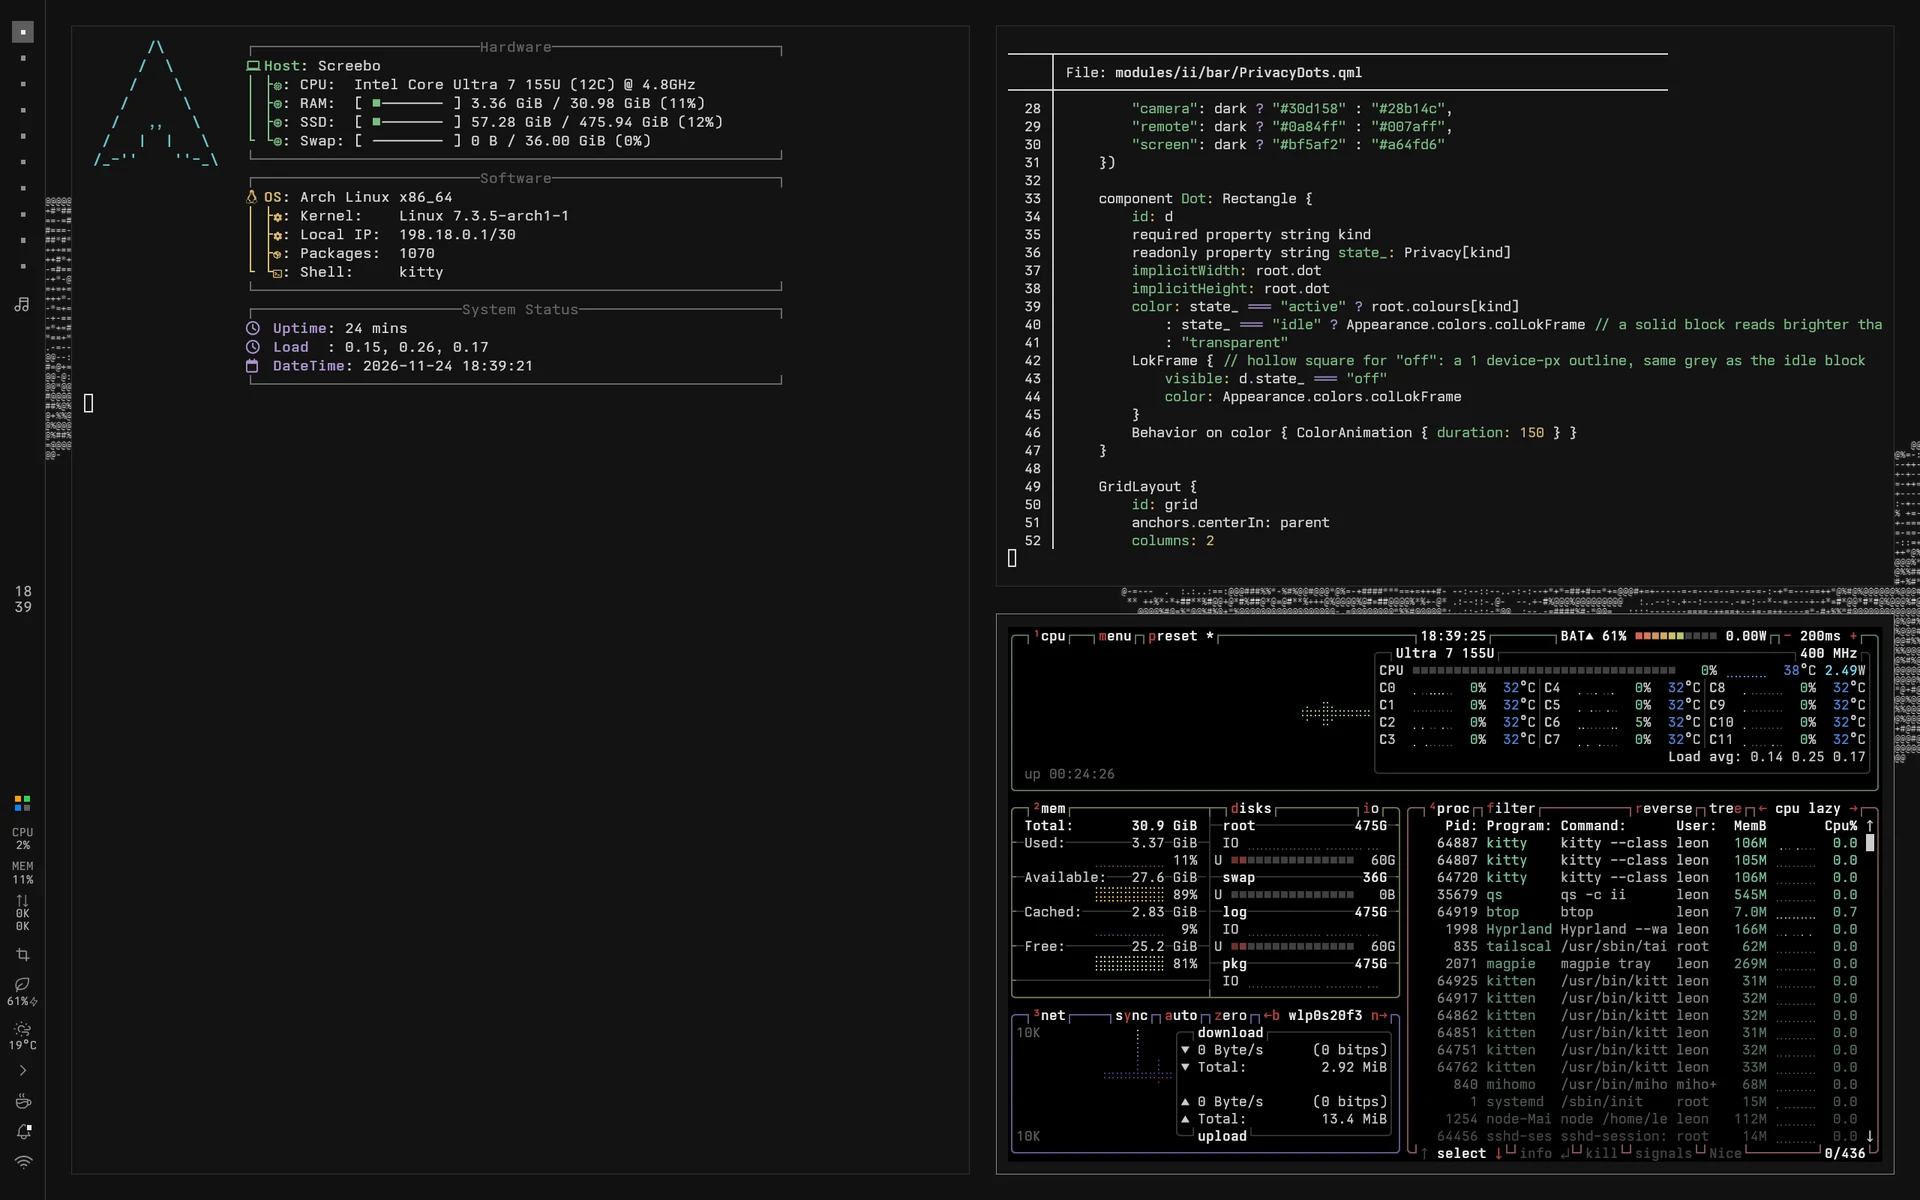 18
39
CPU
2%
MEM
11%
0K
0K
61%
19°C
Hardware
Host: Screebo
CPU: Intel Core Ultra 7 155U (12C) @ 4.8GHz
RAM: [ ] 3.36 GiB / 30.98 GiB (11%)
SSD: [ ] 57.28 GiB / 475.94 GiB (12%)
Swap: [ ] 0 B / 36.00 GiB (0%)
Software
OS: Arch Linux x86_64
Kernel: Linux 7.3.5-arch1-1
Local IP: 198.18.0.1/30
Packages: 1070
Shell: kitty
System Status
Uptime: 24 mins
Load : 0.15, 0.26, 0.17
DateTime: 2026-11-24 18:39:21
File: modules/ii/bar/PrivacyDots.qml
28 "camera": dark ? "#30d158" : "#28b14c",
29 "remote": dark ? "#0a84ff" : "#007aff",
30 "screen": dark ? "#bf5af2" : "#a64fd6"
31 })
32
33 component Dot: Rectangle {
34 id: d
35 required property string kind
36 readonly property string state_: Privacy[kind]
37 implicitWidth: root.dot
38 implicitHeight: root.dot
39 color: state_ === "active" ? root.colours[kind]
40 : state_ === "idle" ? Appearance.colors.colLokFrame // a solid block reads brighter tha
41 : "transparent"
42 LokFrame { // hollow square for "off": a 1 device-px outline, same grey as the idle block
43 visible: d.state_ === "off"
44 color: Appearance.colors.colLokFrame
45 }
46 Behavior on color { ColorAnimation { duration: 150 } }
47 }
48
49 GridLayout {
50 id: grid
51 anchors.centerIn: parent
52 columns: 2
1cpu menu preset * 18:39:25 BAT▲ 61% 0.00W - 200ms +
Ultra 7 155U 400 MHz
CPU 0% 38°C 2.49W
C0 0% 32°C C4 0% 32°C C8 0% 32°C
C1 0% 32°C C5 0% 32°C C9 0% 32°C
C2 0% 32°C C6 5% 32°C C10 0% 32°C
C3 0% 32°C C7 0% 32°C C11 0% 32°C
Load avg: 0.14 0.25 0.17
up 00:24:26
2mem
Total: 30.9 GiB
Used: 3.37 GiB
11%
Available: 27.6 GiB
89%
Cached: 2.83 GiB
9%
Free: 25.2 GiB
81%
disks io
root 475G
IO
U 60G
swap 36G
U 0B
log 475G
IO
U 60G
pkg 475G
IO
3net sync auto zero ←b wlp0s20f3 n→
10K
download
▼ 0 Byte/s (0 bitps)
▼ Total: 2.92 MiB
▲ 0 Byte/s (0 bitps)
▲ Total: 13.4 MiB
upload
10K
4proc filter reverse tree ← cpu lazy →
Pid: Program: Command: User: MemB Cpu% ↑
64887 kitty kitty --class leon 106M 0.0
64807 kitty kitty --class leon 105M 0.0
64720 kitty kitty --class leon 106M 0.0
35679 qs qs -c ii leon 545M 0.0
64919 btop btop leon 7.0M 0.7
1998 Hyprland Hyprland --wa leon 166M 0.0
835 tailscal /usr/sbin/tai root 62M 0.0
2071 magpie magpie tray leon 269M 0.0
64925 kitten /usr/bin/kitt leon 31M 0.0
64917 kitten /usr/bin/kitt leon 32M 0.0
64862 kitten /usr/bin/kitt leon 32M 0.0
64851 kitten /usr/bin/kitt leon 31M 0.0
64751 kitten /usr/bin/kitt leon 32M 0.0
64762 kitten /usr/bin/kitt leon 33M 0.0
840 mihomo /usr/bin/miho miho+ 68M 0.0
1 systemd /sbin/init root 15M 0.0
1254 node-Mai node /home/le leon 112M 0.0
64456 sshd-ses sshd-session: root 14M 0.0 ↓
↑ select ↓ info ↲ kill signals Nice 0/436